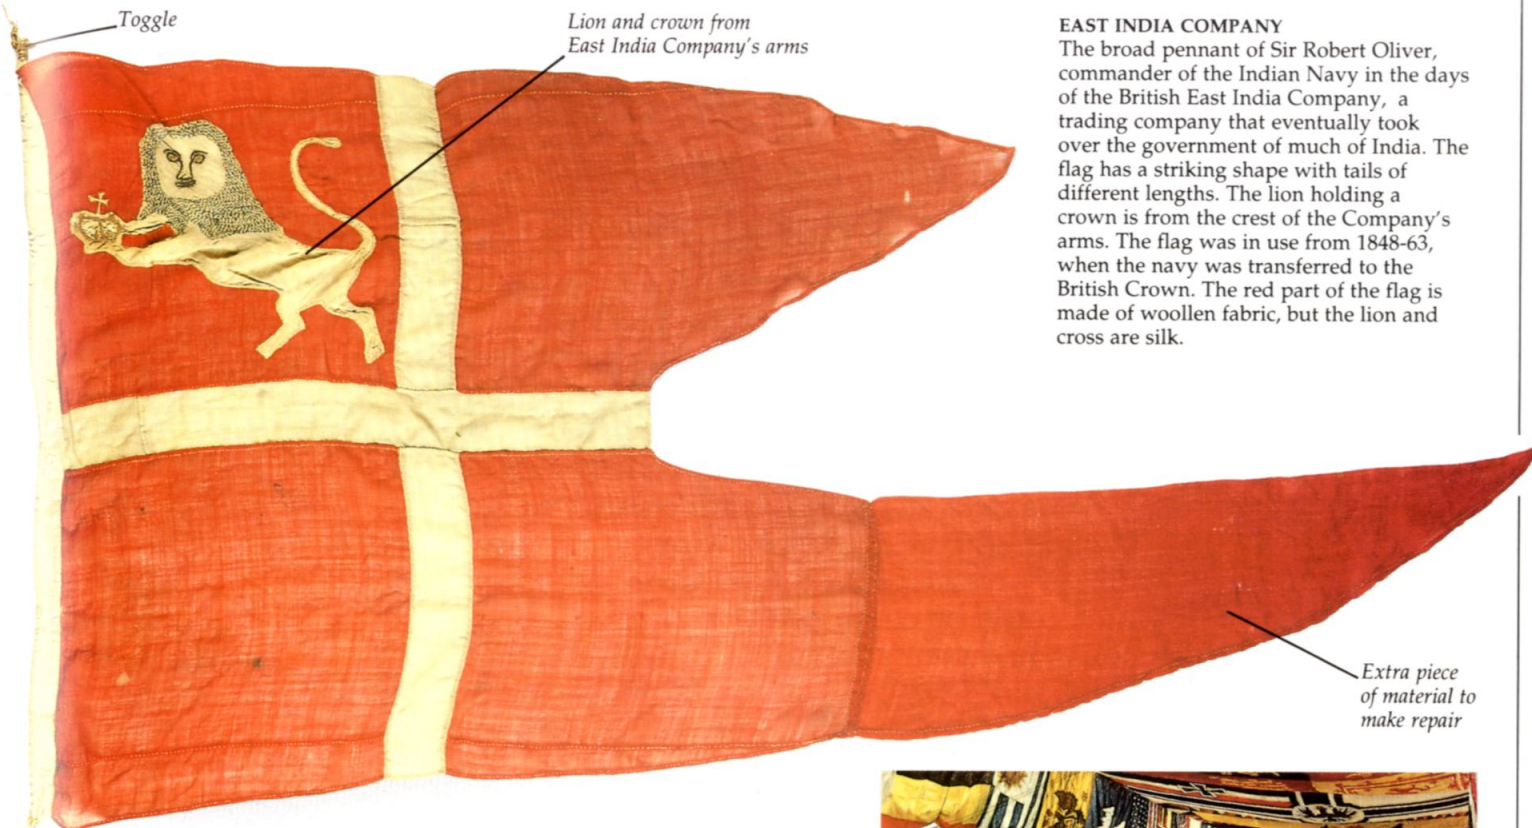 Toggle
Lion and crown from
East India Company's arms
EAST INDIA COMPANY
The broad pennant of Sir Robert Oliver,
commander of the Indian Navy in the days
of the British East India Company, a
trading company that eventually took
over the government of much of India. The
flag has a striking shape with tails of
different lengths. The lion holding a
crown is from the crest of the Company's
arms. The flag was in use from 1848-63,
when the navy was transferred to the
British Crown. The red part of the flag is
made of woollen fabric, but the lion and
cross are silk.
Extra piece
of material to
make repair